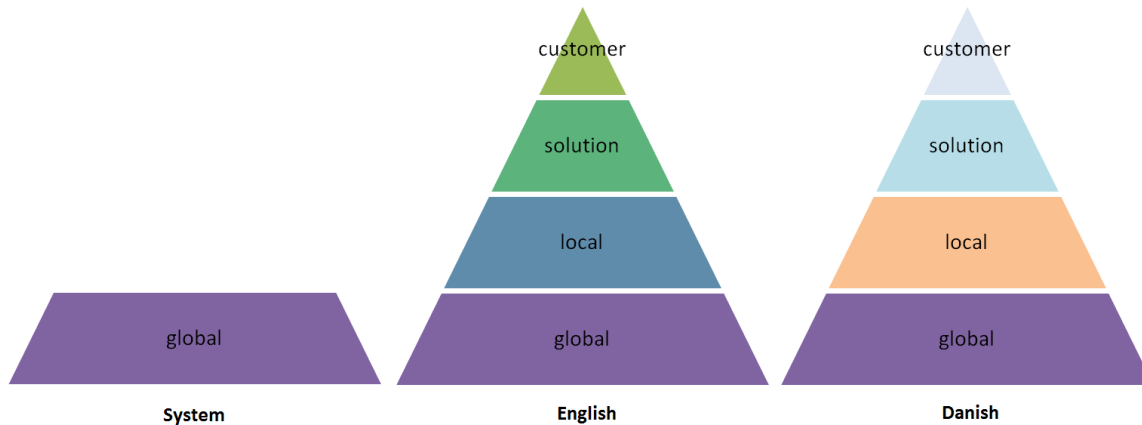 customer
solution
local
global
customer
solution
local
global
global
System
English
Danish